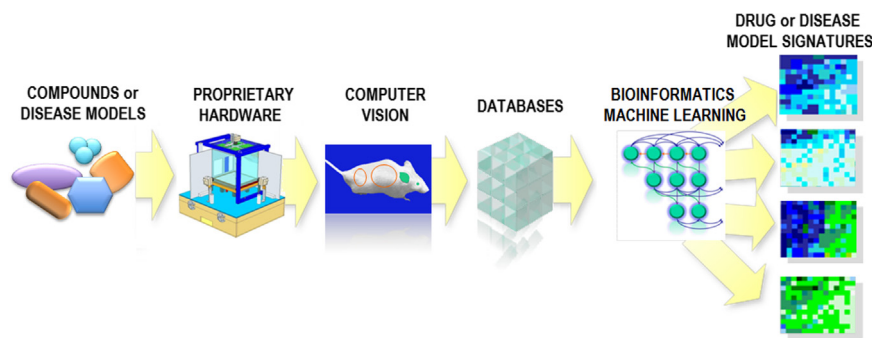 COMPOUNDS or
DISEASE MODELS
PROPRIETARY
HARDWARE
COMPUTER
VISION
DATABASES
BIOINFORMATICS
MACHINE LEARNING
DRUG or DISEASE
MODEL SIGNATURES